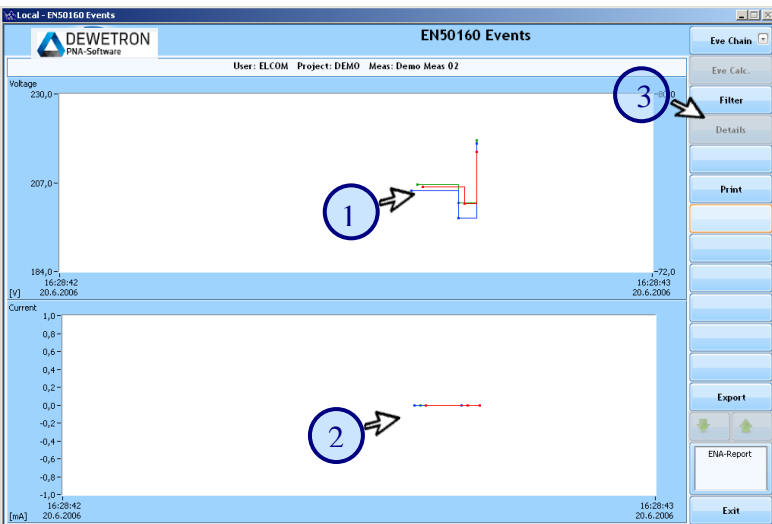 Local - EN50160 Events
DEWETRON
PNA-Software
EN50160 Events
User: ELCOM Project: DEMO Meas: Demo Meas 02
Voltage
230,0
207,0
184,0
-72,0
16:28:42
20.6.2006
16:28:43
20.6.2006
[V]
1
3
Current
1,0
0,8
0,6
0,4
0,2
0,0
-0,2
-0,4
-0,6
-0,8
-1,0
16:28:42
20.6.2006
16:28:43
20.6.2006
[mA]
2
Eve Chain
Eve Calc.
Filter
Details
Print
Export
ENA-Report
Exit